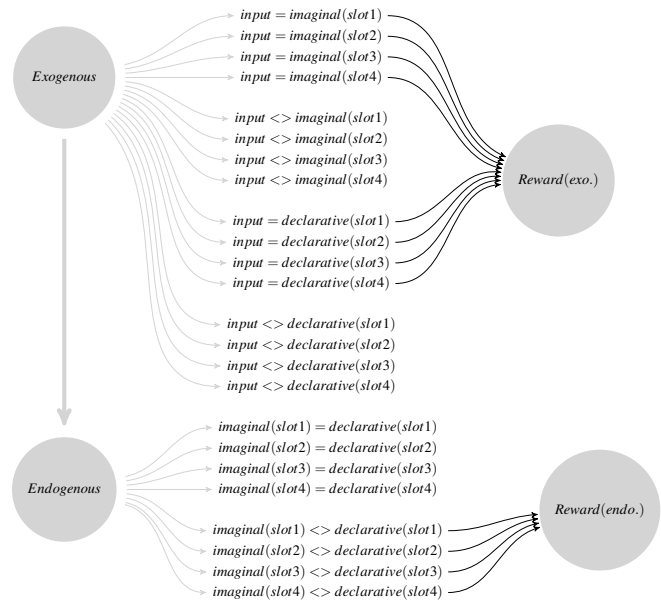 Exogenous
input = imaginal(slot1)
input = imaginal(slot2)
input = imaginal(slot3)
input = imaginal(slot4)
input <> imaginal(slot1)
input <> imaginal(slot2)
input <> imaginal(slot3)
input <> imaginal(slot4)
Reward(exo.)
input = declarative(slot1)
input = declarative(slot2)
input = declarative(slot3)
input = declarative(slot4)
input <> declarative(slot1)
input <> declarative(slot2)
input <> declarative(slot3)
input <> declarative(slot4)
Endogenous
imaginal(slot1) = declarative(slot1)
imaginal(slot2) = declarative(slot2)
imaginal(slot3) = declarative(slot3)
imaginal(slot4) = declarative(slot4)
Reward(endo.)
imaginal(slot1) <> declarative(slot1)
imaginal(slot2) <> declarative(slot2)
imaginal(slot3) <> declarative(slot3)
imaginal(slot4) <> declarative(slot4)